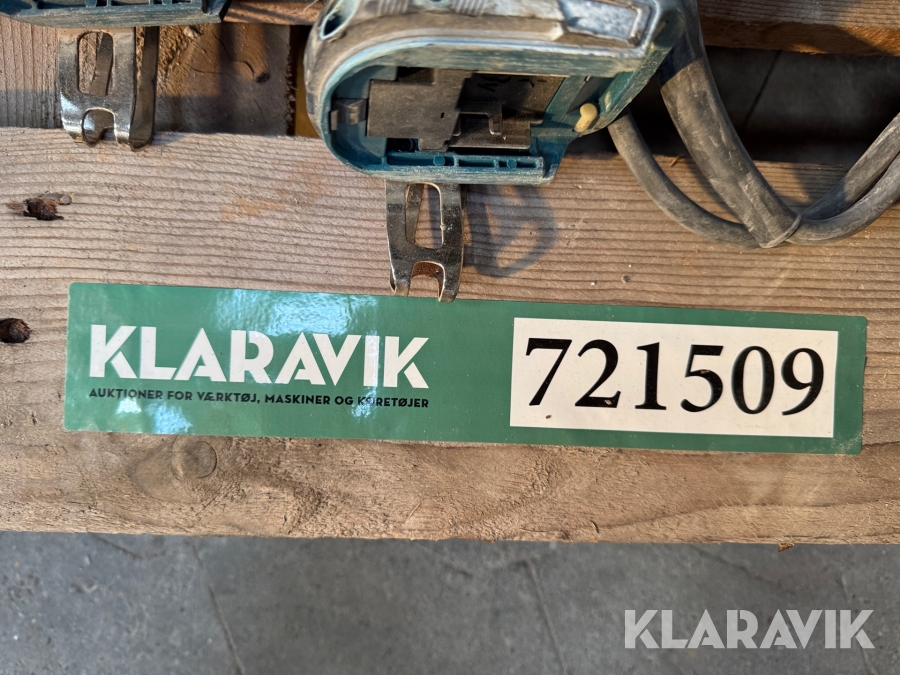 KLARAVIK
AUKTIONER FOR VÆRKTØJ, MASKINER OG KØRETØJER
721509
KLARAVIK